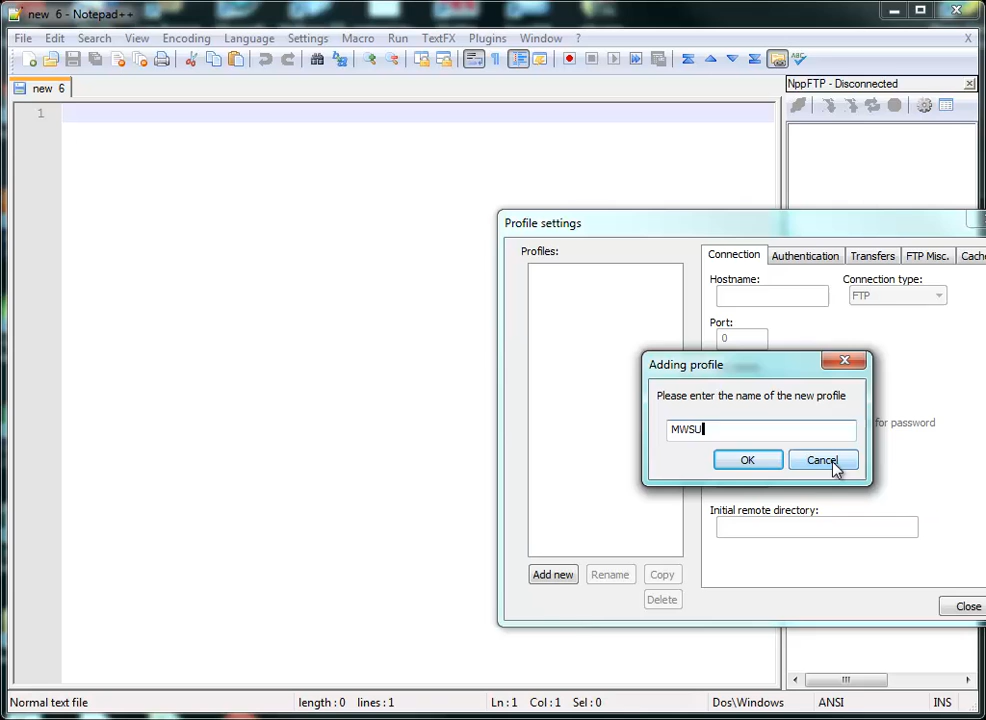 new 6 - Notepad++
File Edit Search View Encoding Language Settings Macro Run TextFX Plugins Window ? X
new 6
NppFTP - Disconnected
1
Profile settings
Profiles:
Connection Authentication Transfers FTP Misc. Cache
Hostname: Connection type:
FTP
Port:
0
Adding profile
Please enter the name of the new profile
MWSU
for password
OK Cancel
Initial remote directory:
Add new Rename Copy
Delete
Close
Normal text file length : 0 lines : 1 Ln : 1 Col : 1 Sel : 0 Dos\Windows ANSI INS